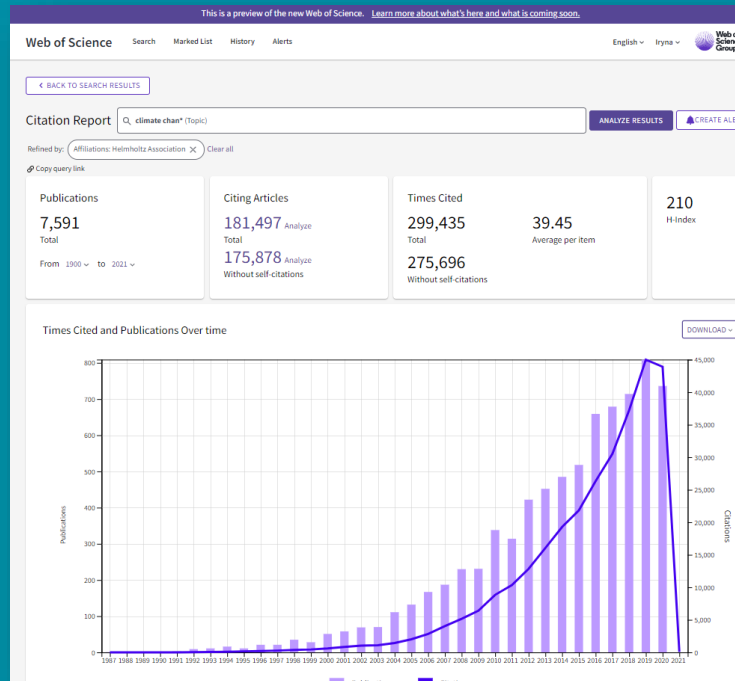 This is a preview of the new Web of Science. Learn more about what's here and what is coming soon.
Web of Science Search Marked List History Alerts English Iryna
BACK TO SEARCH RESULTS
Citation Report climate chan* (Topic) ANALYZE RESULTS CREATE ALE
Refined by: Affiliations: Helmholtz Association Clear all
Copy query link
Publications
7,591
Total
From 1900 to 2021
Citing Articles
181,497 Analyze
Total
175,878 Analyze
Without self-citations
Times Cited
299,435
Total
275,696
Without self-citations
39.45
Average per item
210
H-Index
Times Cited and Publications Over time DOWNLOAD
Publications
800
700
600
500
400
300
200
100
0
45,000
40,000
35,000
30,000
25,000
20,000
15,000
10,000
5,000
0
Citations
1987 1988 1989 1990 1991 1992 1993 1994 1995 1996 1997 1998 1999 2000 2001 2002 2003 2004 2005 2006 2007 2008 2009 2010 2011 2012 2013 2014 2015 2016 2017 2018 2019 2020 2021